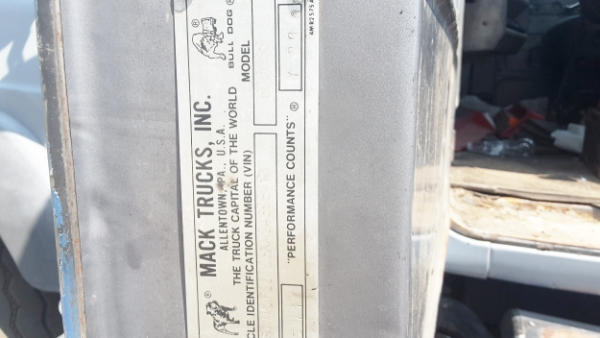 MACK TRUCKS, INC.
ALLENTOWN, PA., U.S.A.
THE TRUCK CAPITAL OF THE WORLD
CLE IDENTIFICATION NUMBER (VIN)
BULL DOG ®
MODEL
"PERFORMANCE COUNTS" ®